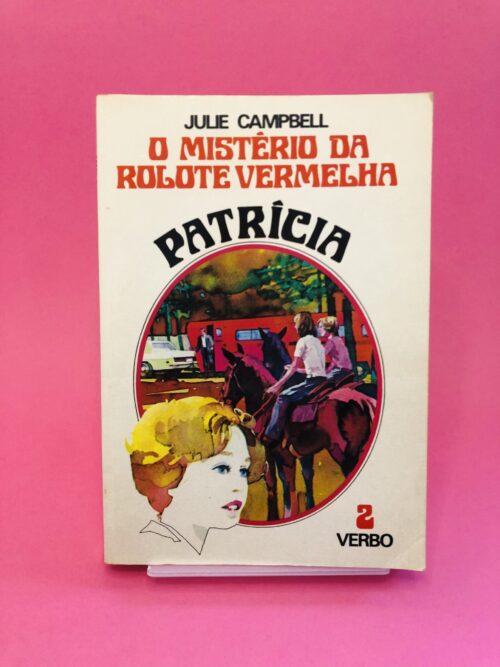 JULIE CAMPBELL
O MISTÉRIO DA
ROLOTE VERMELHA
PATRÍCIA
2
VERBO